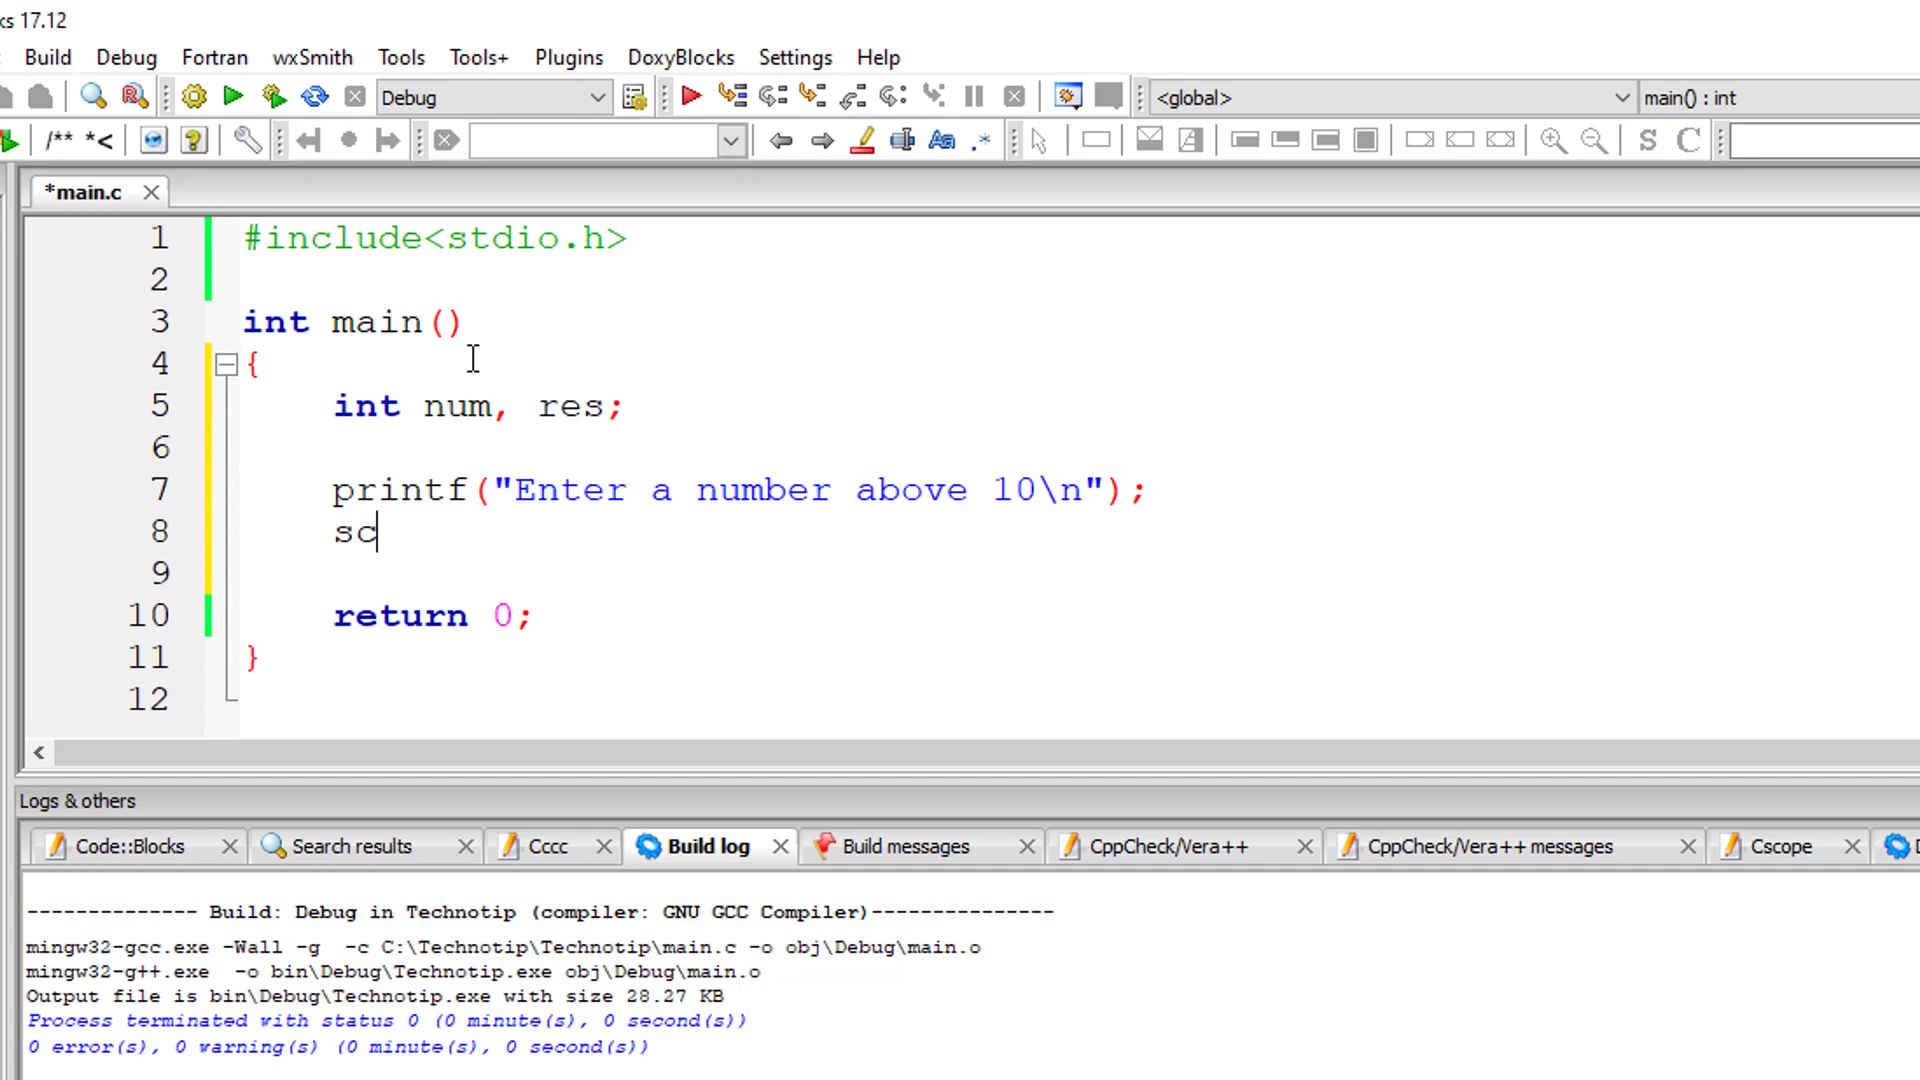 ks 17.12
Build Debug Fortran wxSmith Tools Tools+ Plugins DoxyBlocks Settings Help
Debug <global> main() : int
/** *< Aa .* S C
*main.c
1 #include<stdio.h>
2
3 int main()
4 {
5 int num, res;
6
7 printf("Enter a number above 10\n");
8 sc
9
10 return 0;
11 }
12
Logs & others
Code::Blocks Search results Cccc Build log Build messages CppCheck/Vera++ CppCheck/Vera++ messages Cscope D
-------------- Build: Debug in Technotip (compiler: GNU GCC Compiler)---------------
mingw32-gcc.exe -Wall -g -c C:\Technotip\Technotip\main.c -o obj\Debug\main.o
mingw32-g++.exe -o bin\Debug\Technotip.exe obj\Debug\main.o
Output file is bin\Debug\Technotip.exe with size 28.27 KB
Process terminated with status 0 (0 minute(s), 0 second(s))
0 error(s), 0 warning(s) (0 minute(s), 0 second(s))